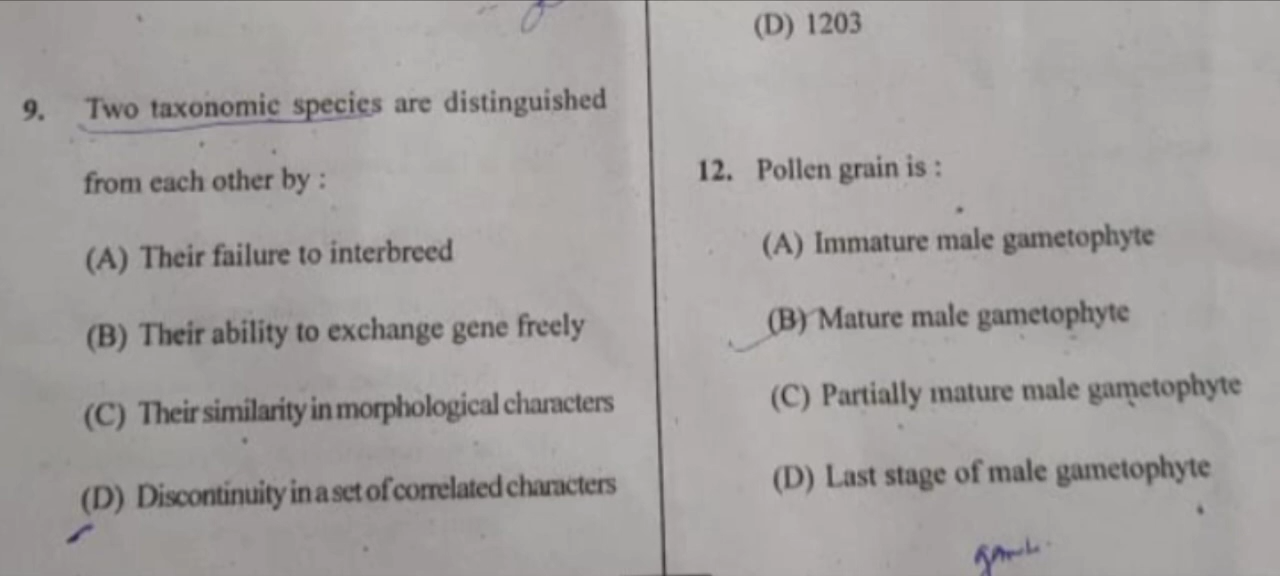 9. Two taxonomic species are distinguished
from each other by :
(A) Their failure to interbreed
(B) Their ability to exchange gene freely
(C) Their similarity in morphological characters
(D) Discontinuity in a set of correlated characters
(D) 1203
12. Pollen grain is :
(A) Immature male gametophyte
(B) Mature male gametophyte
(C) Partially mature male gametophyte
(D) Last stage of male gametophyte